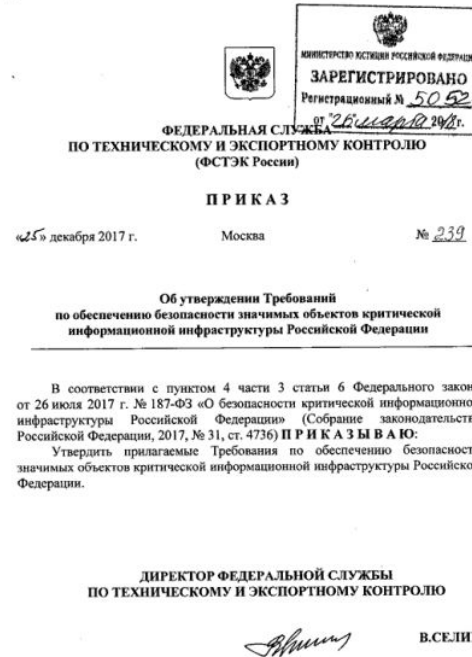 МИНИСТЕРСТВО ЮСТИЦИИ РОССИЙСКОЙ ФЕДЕРАЦИ
ЗАРЕГИСТРИРОВАНО
Регистрационный № 5052
от "26" марта 2018г.
ФЕДЕРАЛЬНАЯ СЛУЖБА
ПО ТЕХНИЧЕСКОМУ И ЭКСПОРТНОМУ КОНТРОЛЮ
(ФСТЭК России)
ПРИКАЗ
«25» декабря 2017 г. Москва № 239
Об утверждении Требований
по обеспечению безопасности значимых объектов критической
информационной инфраструктуры Российской Федерации
В соответствии с пунктом 4 части 3 статьи 6 Федерального закон
от 26 июля 2017 г. № 187-ФЗ «О безопасности критической информационно
инфраструктуры Российской Федерации» (Собрание законодательств
Российской Федерации, 2017, № 31, ст. 4736) ПРИКАЗЫВАЮ:
Утвердить прилагаемые Требования по обеспечению безопасност
значимых объектов критической информационной инфраструктуры Российско
Федерации.
ДИРЕКТОР ФЕДЕРАЛЬНОЙ СЛУЖБЫ
ПО ТЕХНИЧЕСКОМУ И ЭКСПОРТНОМУ КОНТРОЛЮ
В.СЕЛИ